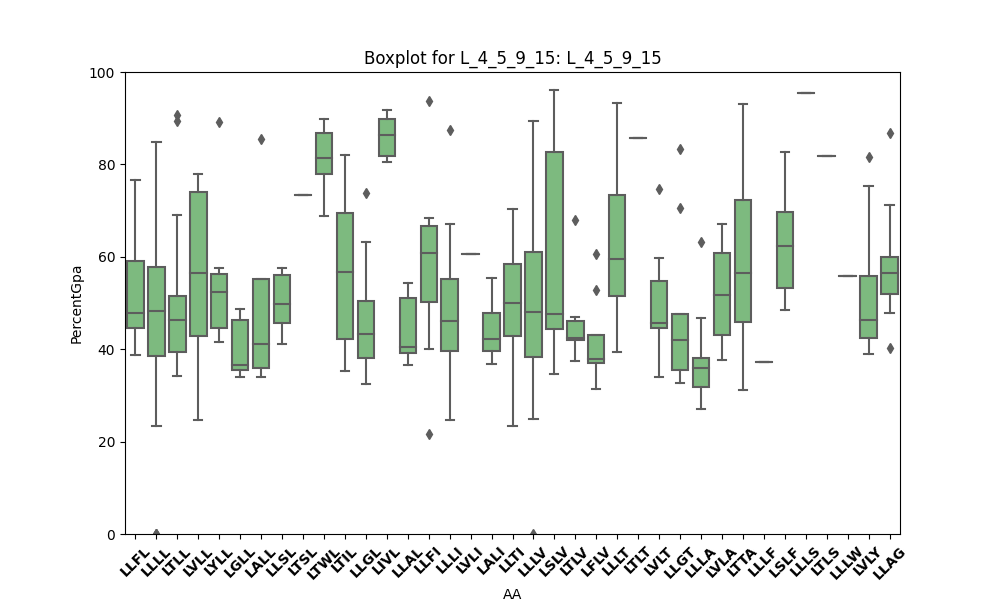 Boxplot for L_4_5_9_15: L_4_5_9_15
100
80
60
40
20
0
PercentGpa
LLFL LLLL LTLL LVLL LYLL LGLL LALL LLSL LTSL LTWL LTIL LLGL LIVL LLAL LLFI LLLI LVLI LALI LLTI LLLV LSLV LTLV LFLV LLLT LTLT LVLT LLGT LLLA LVLA LTTA LLLF LSLF LLLS LTLS LLLW LVLY LLAG
AA